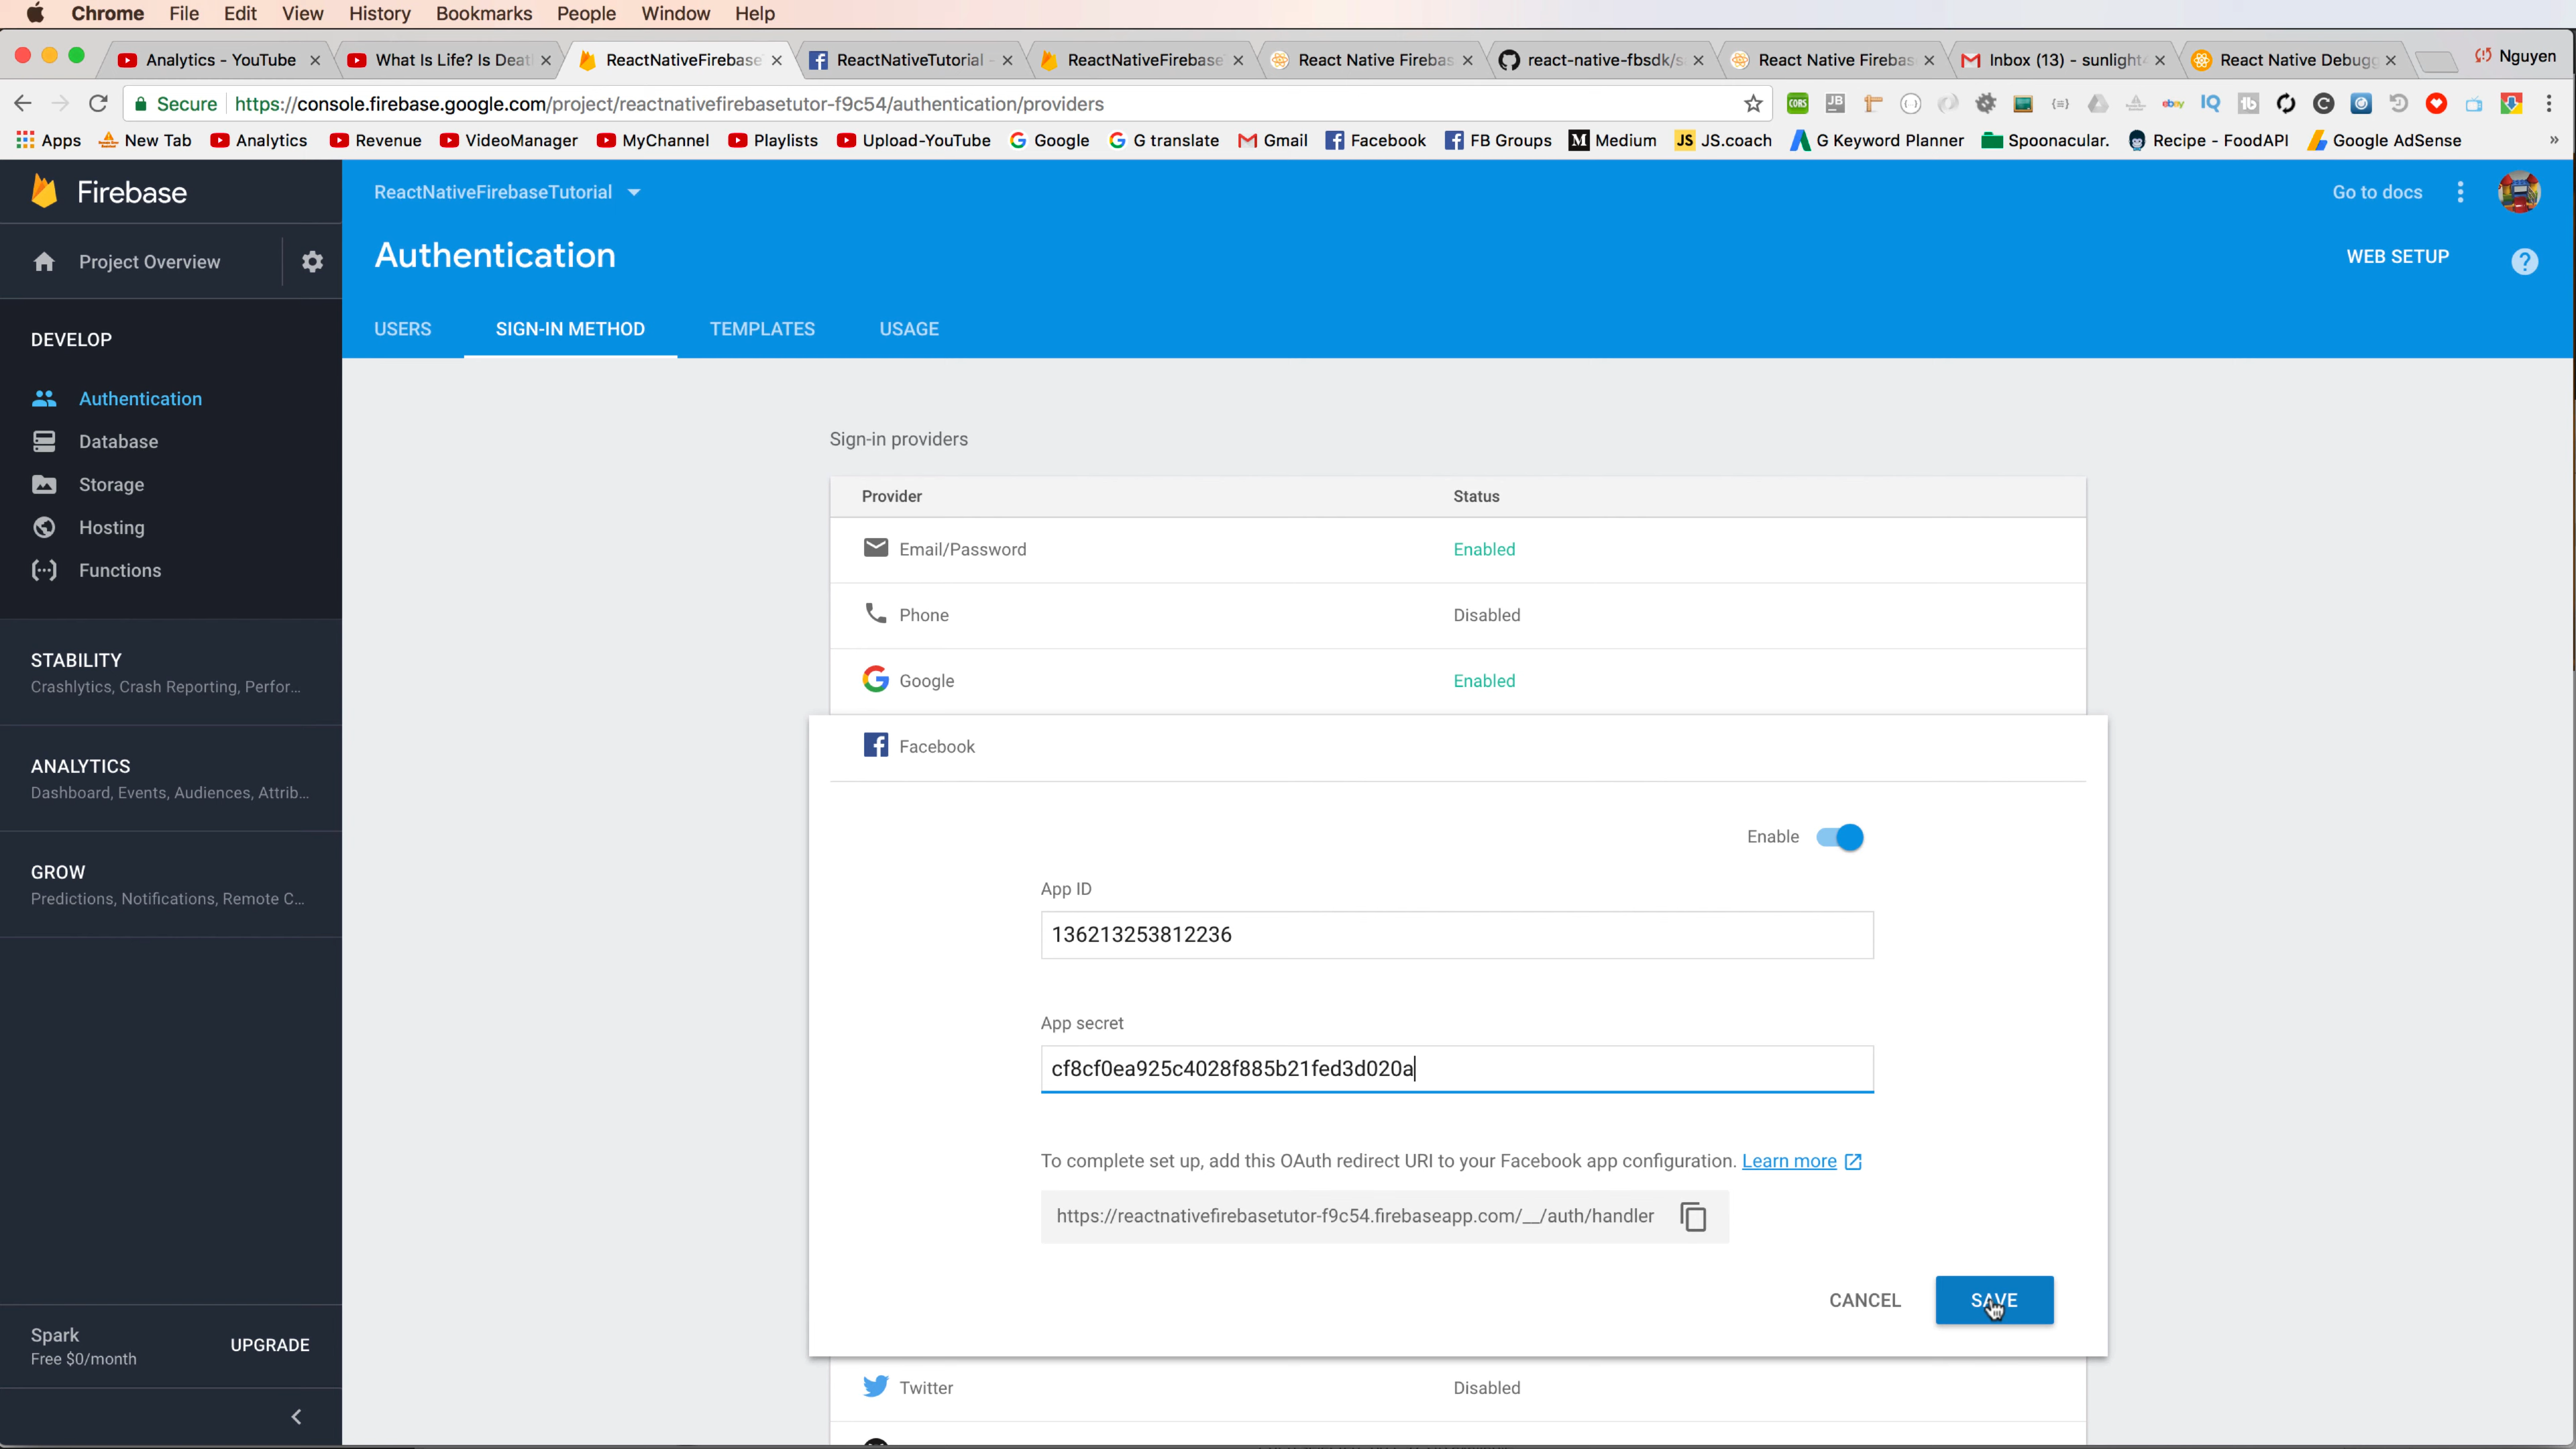 Chrome File Edit View History Bookmarks People Window Help
Analytics - YouTube What Is Life? Is Deat ReactNativeFirebase ReactNativeTutorial - ReactNativeFirebase React Native Firebas react-native-fbsdk/s React Native Firebas Inbox (13) - sunlight React Native Debugg Nguyen
Secure https://console.firebase.google.com/project/reactnativefirebasetutor-f9c54/authentication/providers
Apps New Tab Analytics Revenue VideoManager MyChannel Playlists Upload-YouTube Google G translate Gmail Facebook FB Groups Medium JS.coach G Keyword Planner Spoonacular. Recipe - FoodAPI Google AdSense »
Firebase
ReactNativeFirebaseTutorial
Go to docs
Project Overview
Authentication
WEB SETUP
USERS SIGN-IN METHOD TEMPLATES USAGE
DEVELOP
Authentication
Database
Storage
Hosting
Functions
STABILITY
Crashlytics, Crash Reporting, Perfor...
ANALYTICS
Dashboard, Events, Audiences, Attrib...
GROW
Predictions, Notifications, Remote C...
Spark
Free $0/month
UPGRADE
Sign-in providers
Provider Status
Email/Password Enabled
Phone Disabled
Google Enabled
Facebook
Enable
App ID
136213253812236
App secret
cf8cf0ea925c4028f885b21fed3d020a
To complete set up, add this OAuth redirect URI to your Facebook app configuration. Learn more
https://reactnativefirebasetutor-f9c54.firebaseapp.com/__/auth/handler
CANCEL SAVE
Twitter Disabled